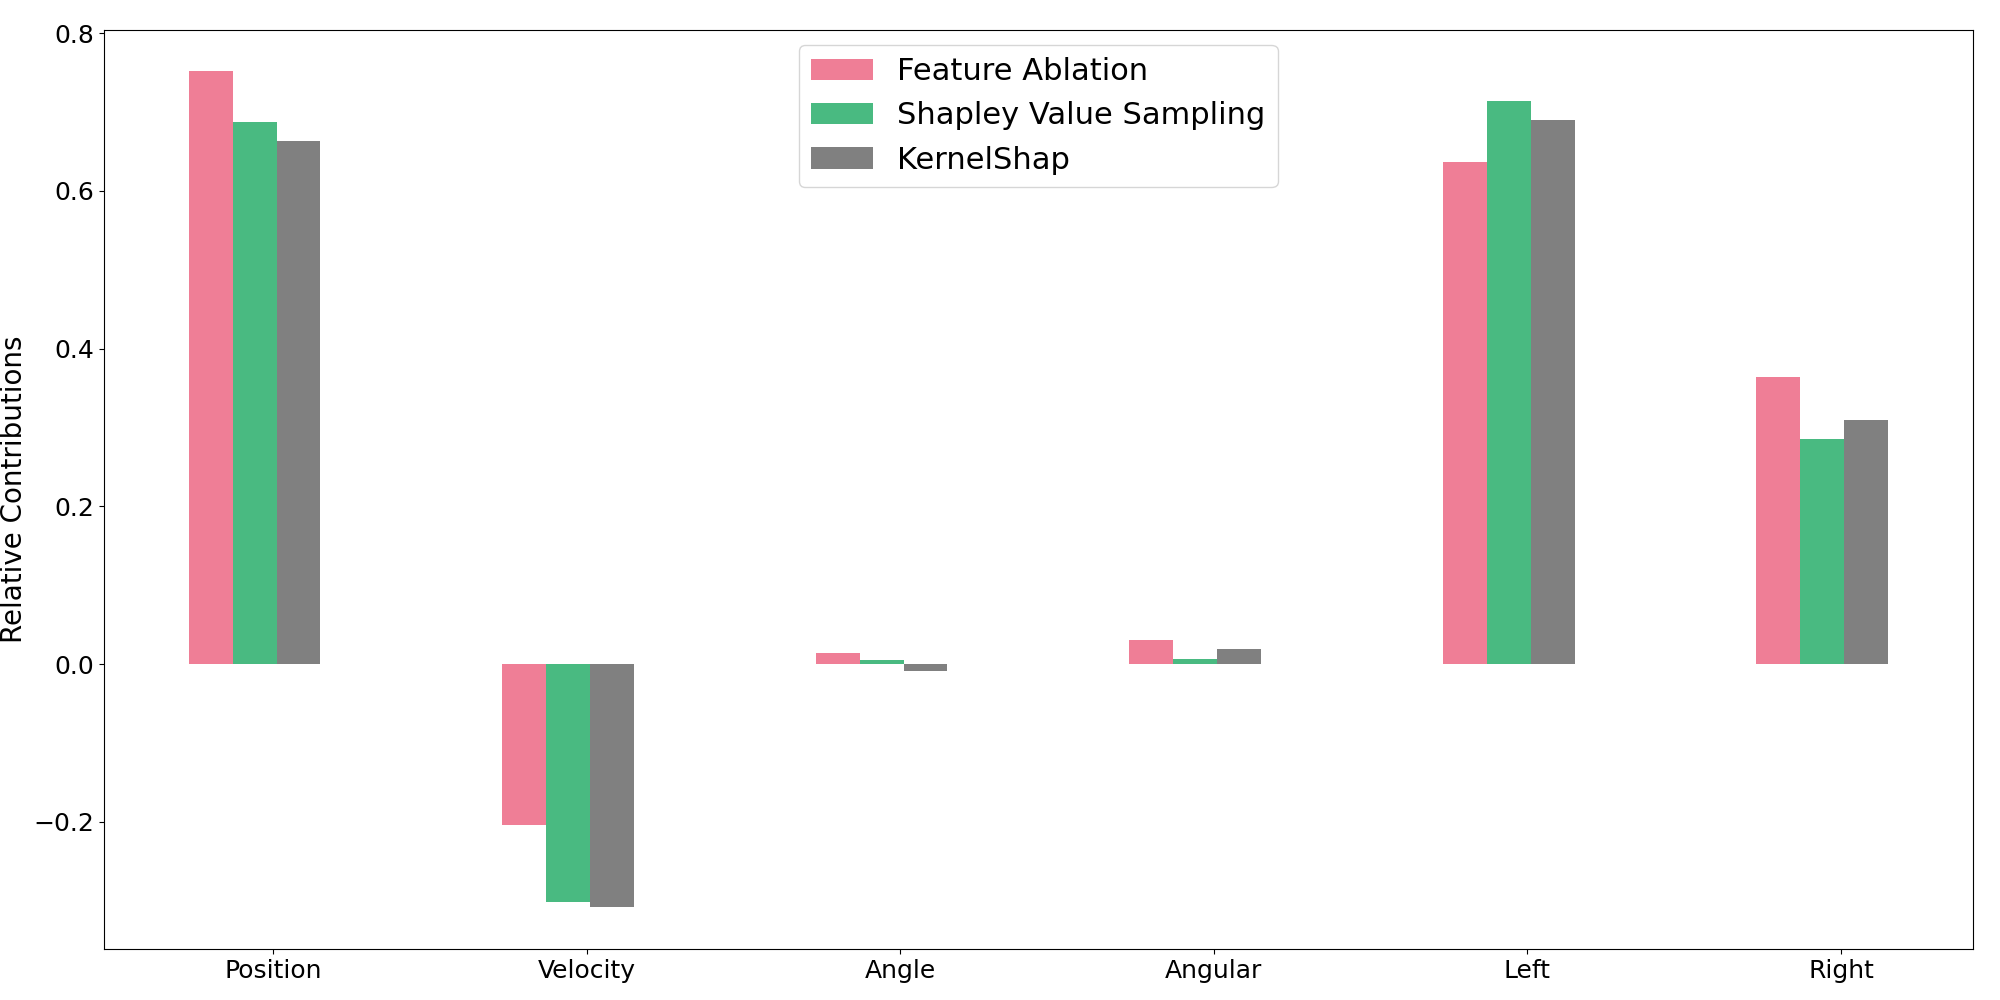 Feature Ablation
Shapley Value Sampling
KernelShap
Relative Contributions
0.8
0.6
0.4
0.2
0.0
−0.2
Position
Velocity
Angle
Angular
Left
Right